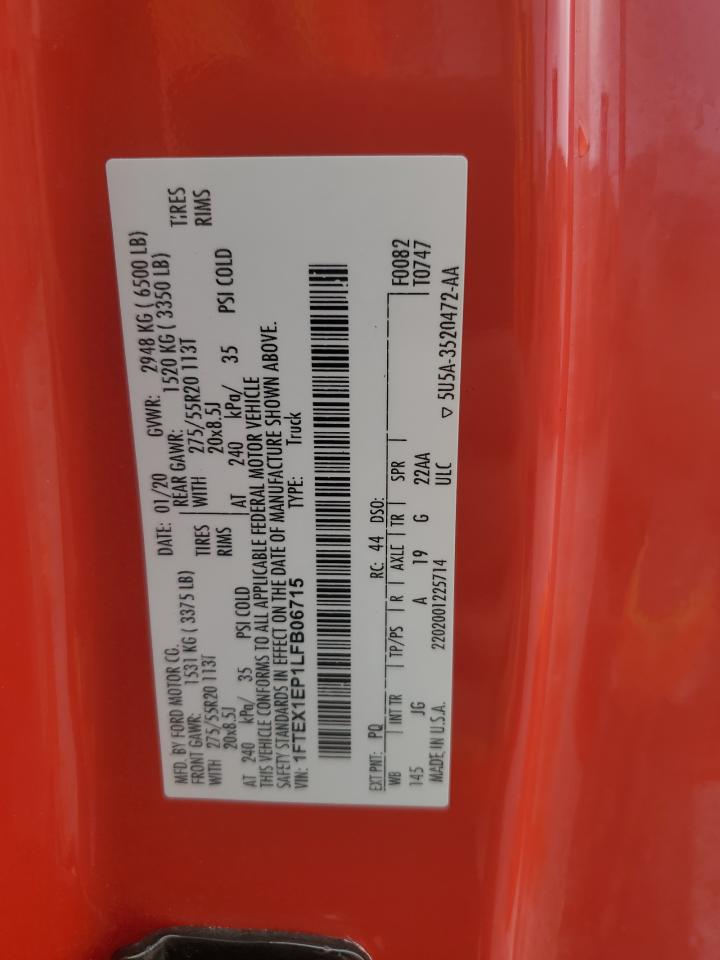 MFD. BY FORD MOTOR CO. DATE: 01/20 GVWR: 2948 KG ( 6500 LB)
FRONT GAWR: 1531 KG ( 3375 LB) REAR GAWR: 1520 KG ( 3350 LB)
WITH 275/55R20 113T TIRES WITH 275/55R20 113T TIRES
20x8.5J RIMS 20x8.5J RIMS
AT 240 kPa/ 35 PSI COLD AT 240 kPa/ 35 PSI COLD
THIS VEHICLE CONFORMS TO ALL APPLICABLE FEDERAL MOTOR VEHICLE
SAFETY STANDARDS IN EFFECT ON THE DATE OF MANUFACTURE SHOWN ABOVE.
VIN: 1FTEX1EP1LFB06715 TYPE: Truck
EXT PNT: PQ RC: 44 DSO: F0082
WB INT TR TP/PS R AXLE TR SPR T0747
145 JG A 19 G 22AA
MADE IN U.S.A. 2202001225714 ULC ▽ 5U5A-3520472-AA